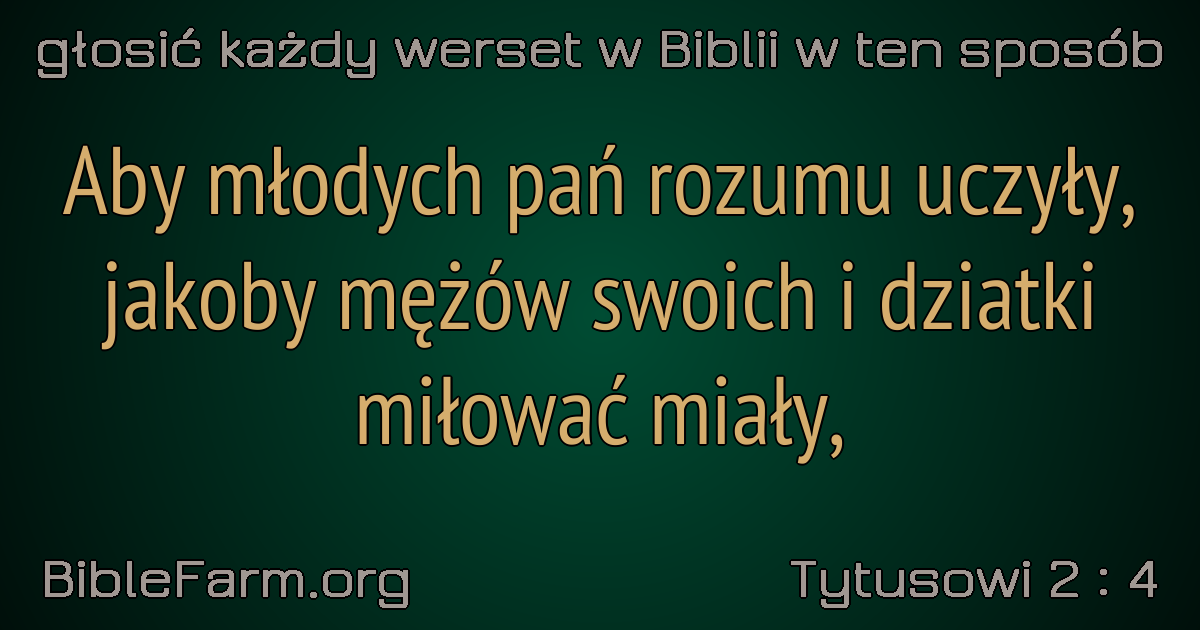 głosić każdy werset w Biblii w ten sposób
Aby młodych pań rozumu uczyły,
jakoby mężów swoich i dziatki
miłować miały,
BibleFarm.org
Tytusowi 2 : 4